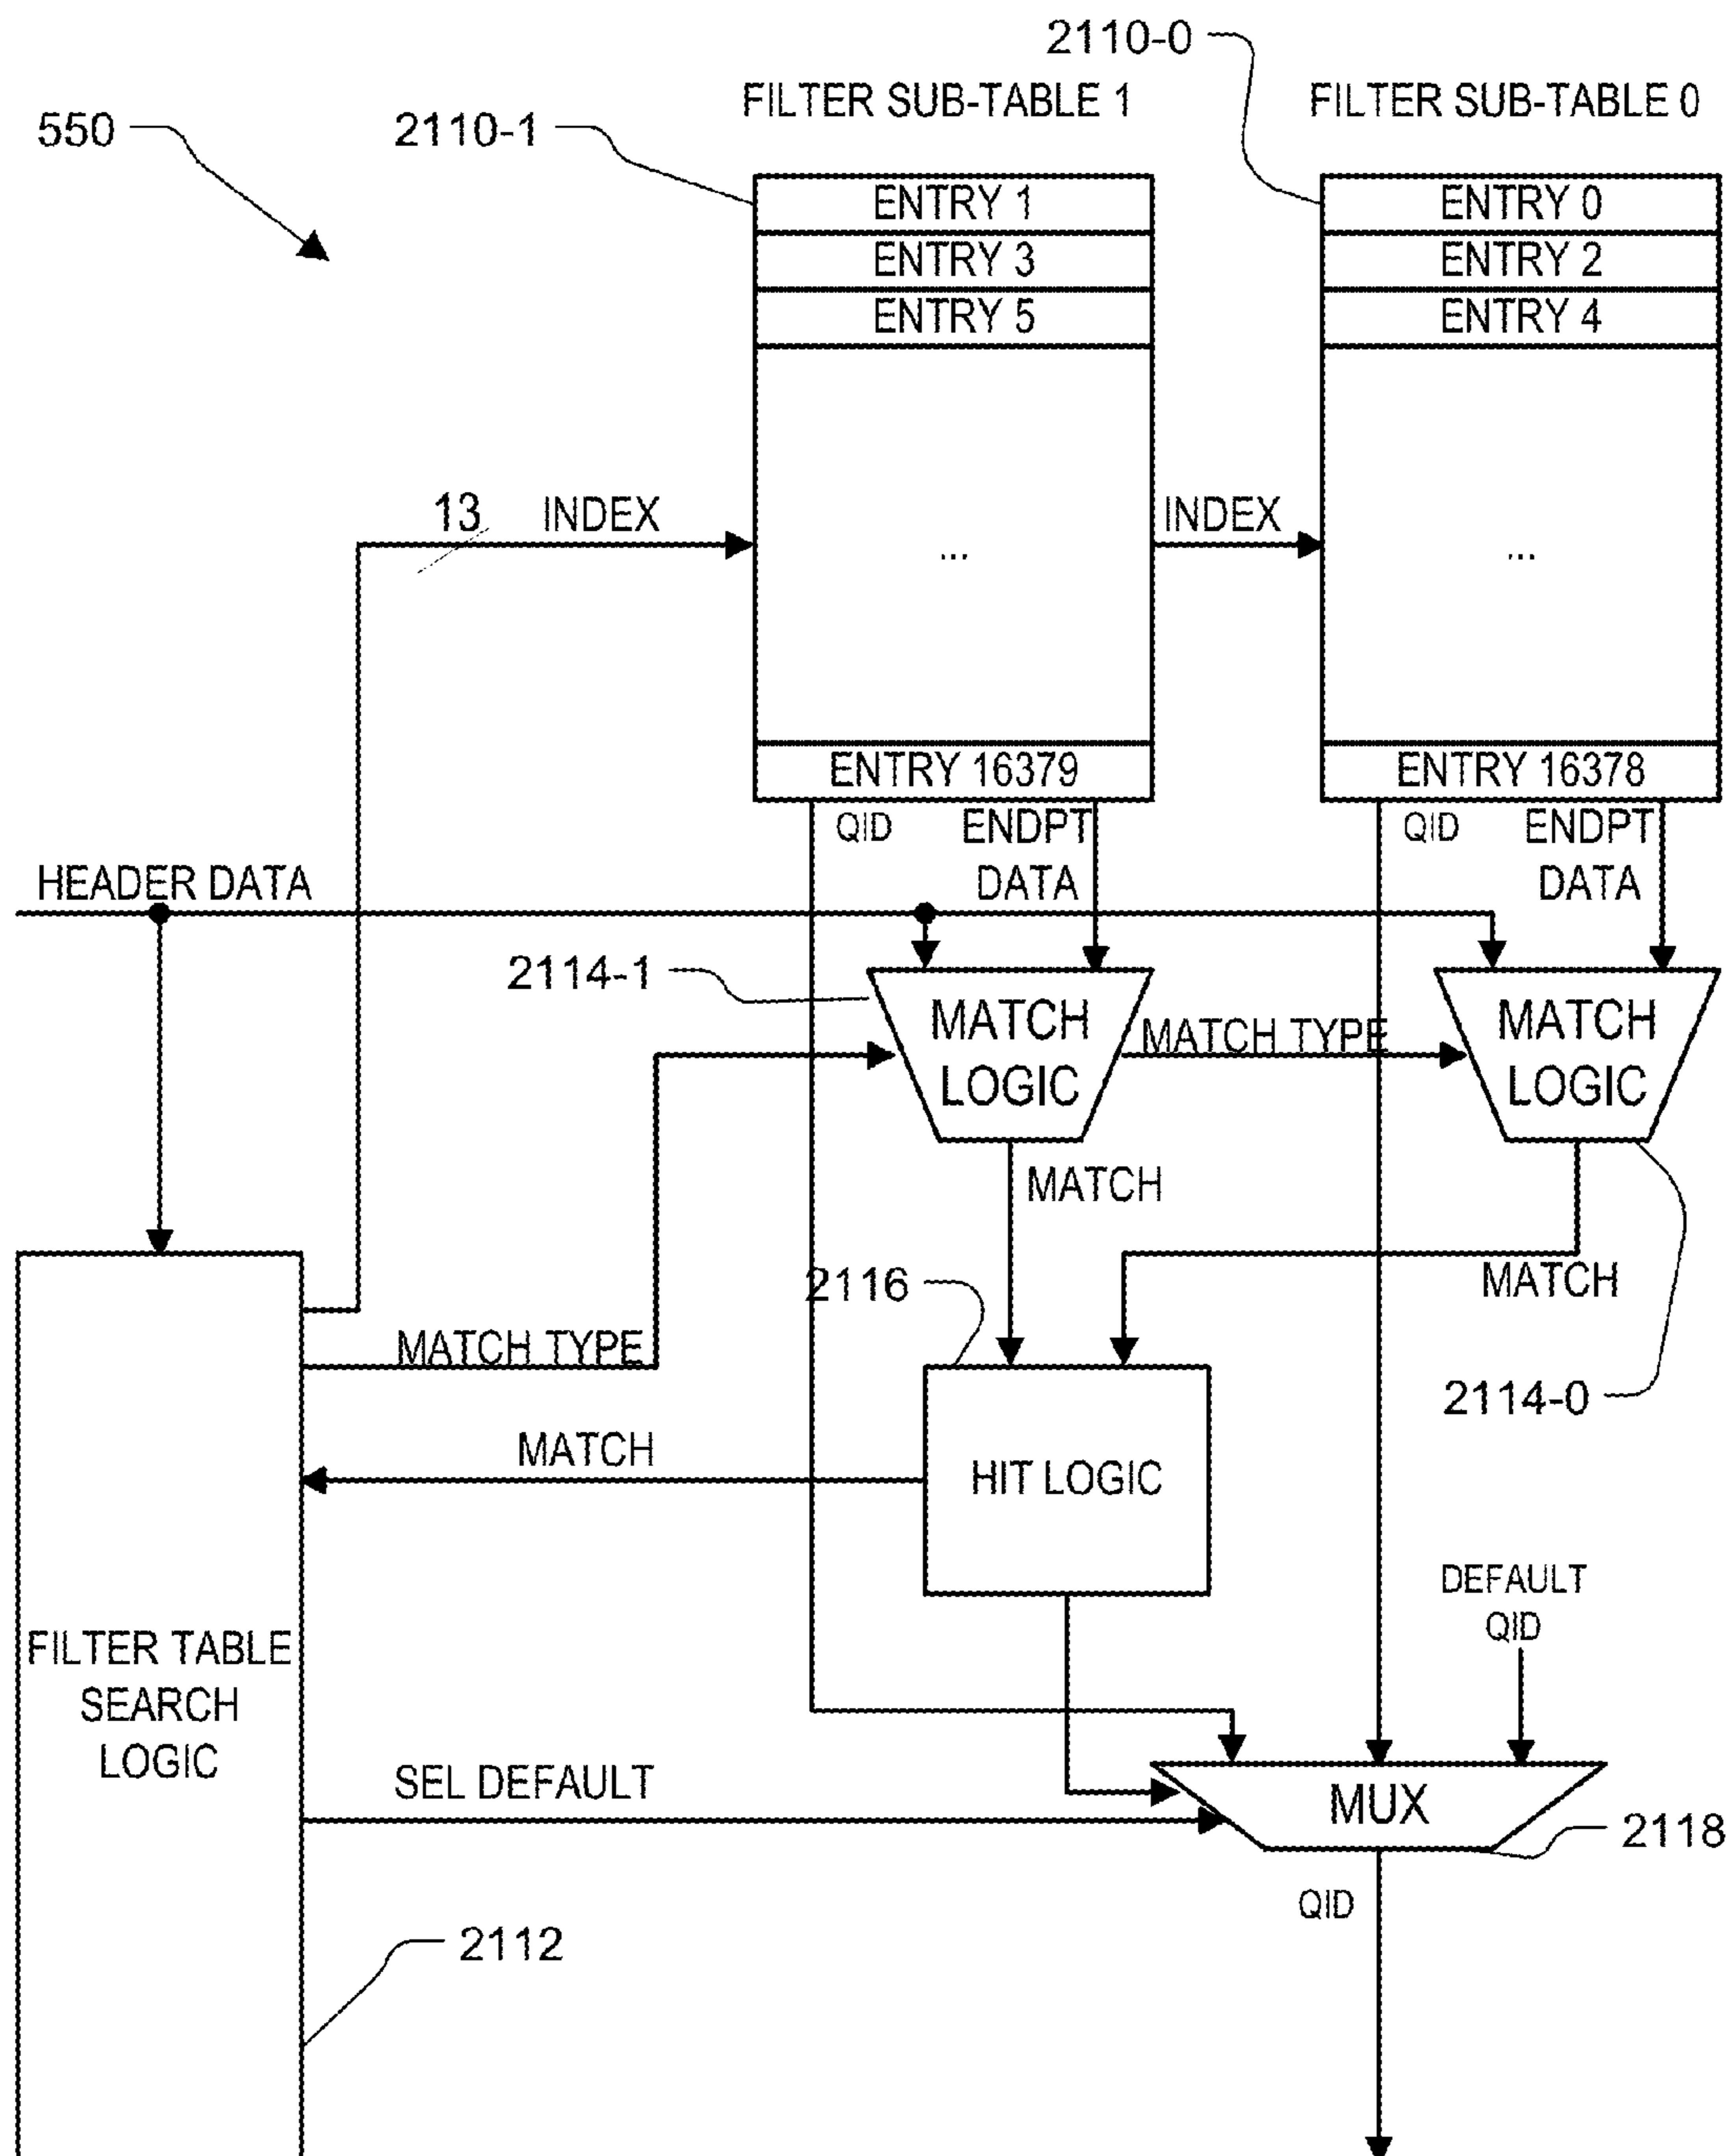 2110-0
FILTER SUB-TABLE 1
FILTER SUB-TABLE 0
550
2110-1
ENTRY 1
ENTRY 0
ENTRY 3
ENTRY 2
ENTRY 5
ENTRY 4
13
INDEX
INDEX
...
...
ENTRY 16379
ENTRY 16378
QID
ENDPT
DATA
QID
ENDPT
DATA
HEADER DATA
2114-1
MATCH
LOGIC
MATCH TYPE
MATCH
LOGIC
MATCH
2116
MATCH
MATCH TYPE
2114-0
MATCH
HIT LOGIC
DEFAULT
QID
FILTER TABLE
SEARCH
LOGIC
SEL DEFAULT
MUX
2118
QID
2112